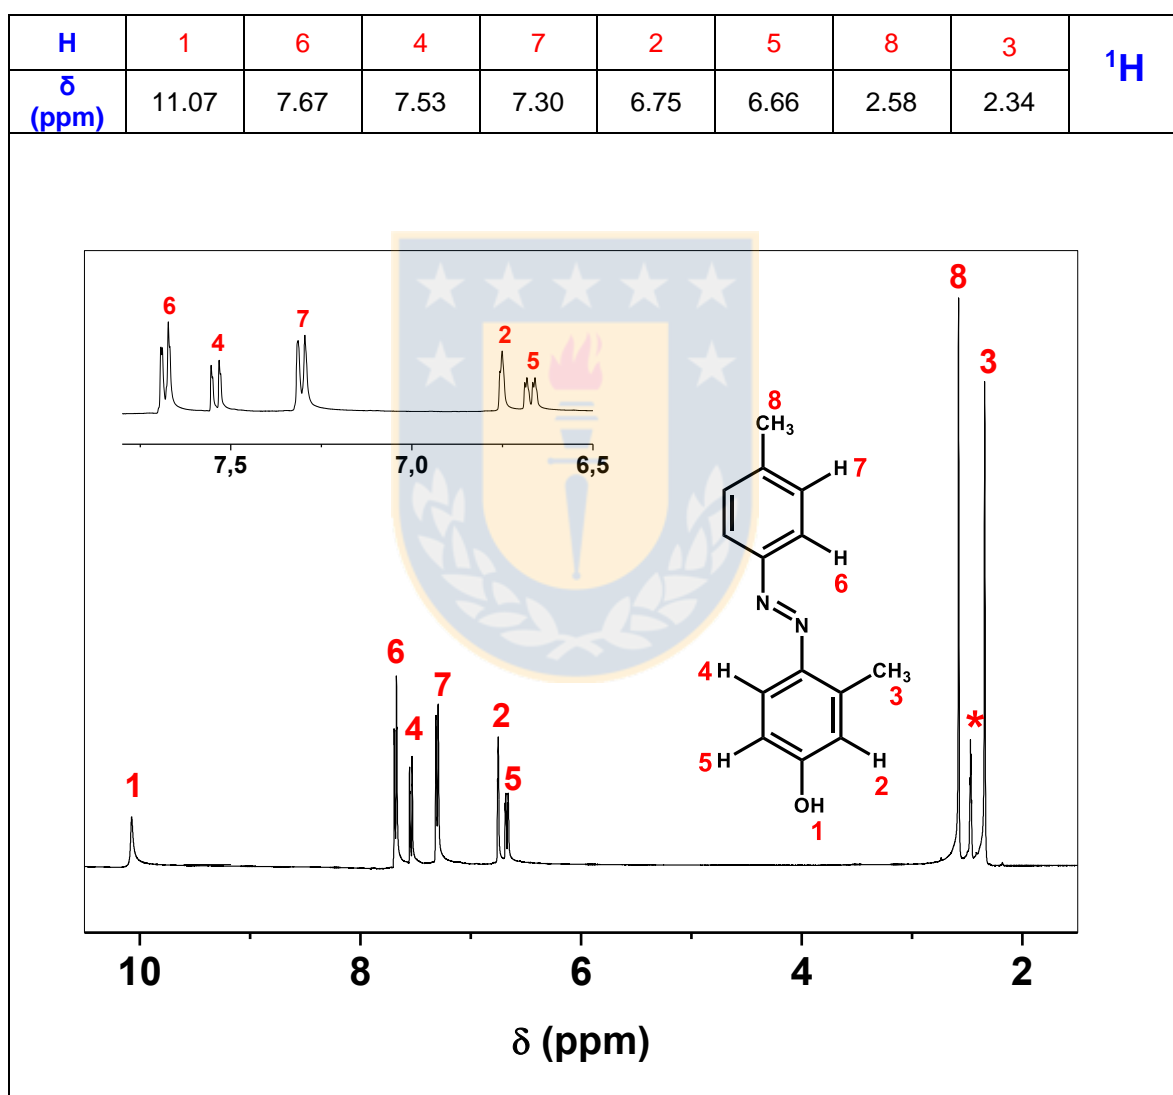 H 1 6 4 7 2 5 8 3 ¹H
δ (ppm) 11.07 7.67 7.53 7.30 6.75 6.66 2.58 2.34
6 4 7 2 5
7,5 7,0 6,5
8
3
8
CH3
H 7
H
6
N
N
4 H
CH3
3
5 H
H
2
OH
1
1 6 4 7 2 5 *
10 8 6 4 2
δ (ppm)